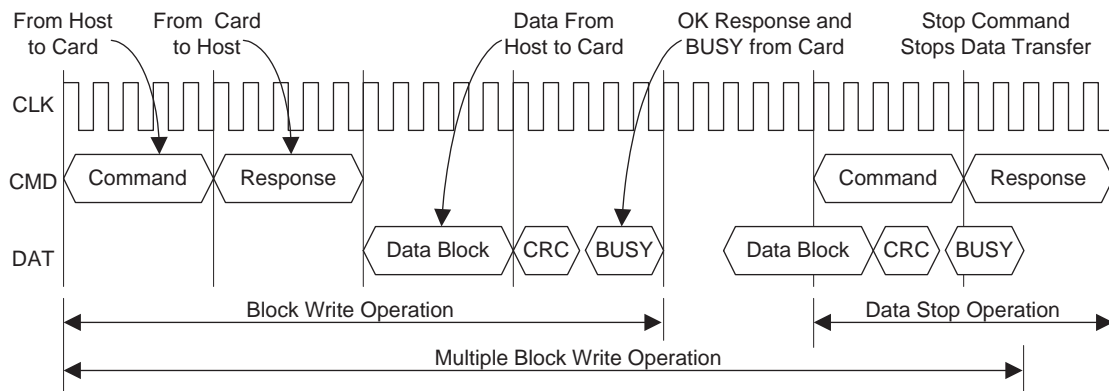 From Host
to Card
From Card
to Host
Data From
Host to Card
OK Response and
BUSY from Card
Stop Command
Stops Data Transfer
CLK
CMD
Command
Response
Command
Response
DAT
Data Block
CRC
BUSY
Data Block
CRC
BUSY
Block Write Operation
Data Stop Operation
Multiple Block Write Operation